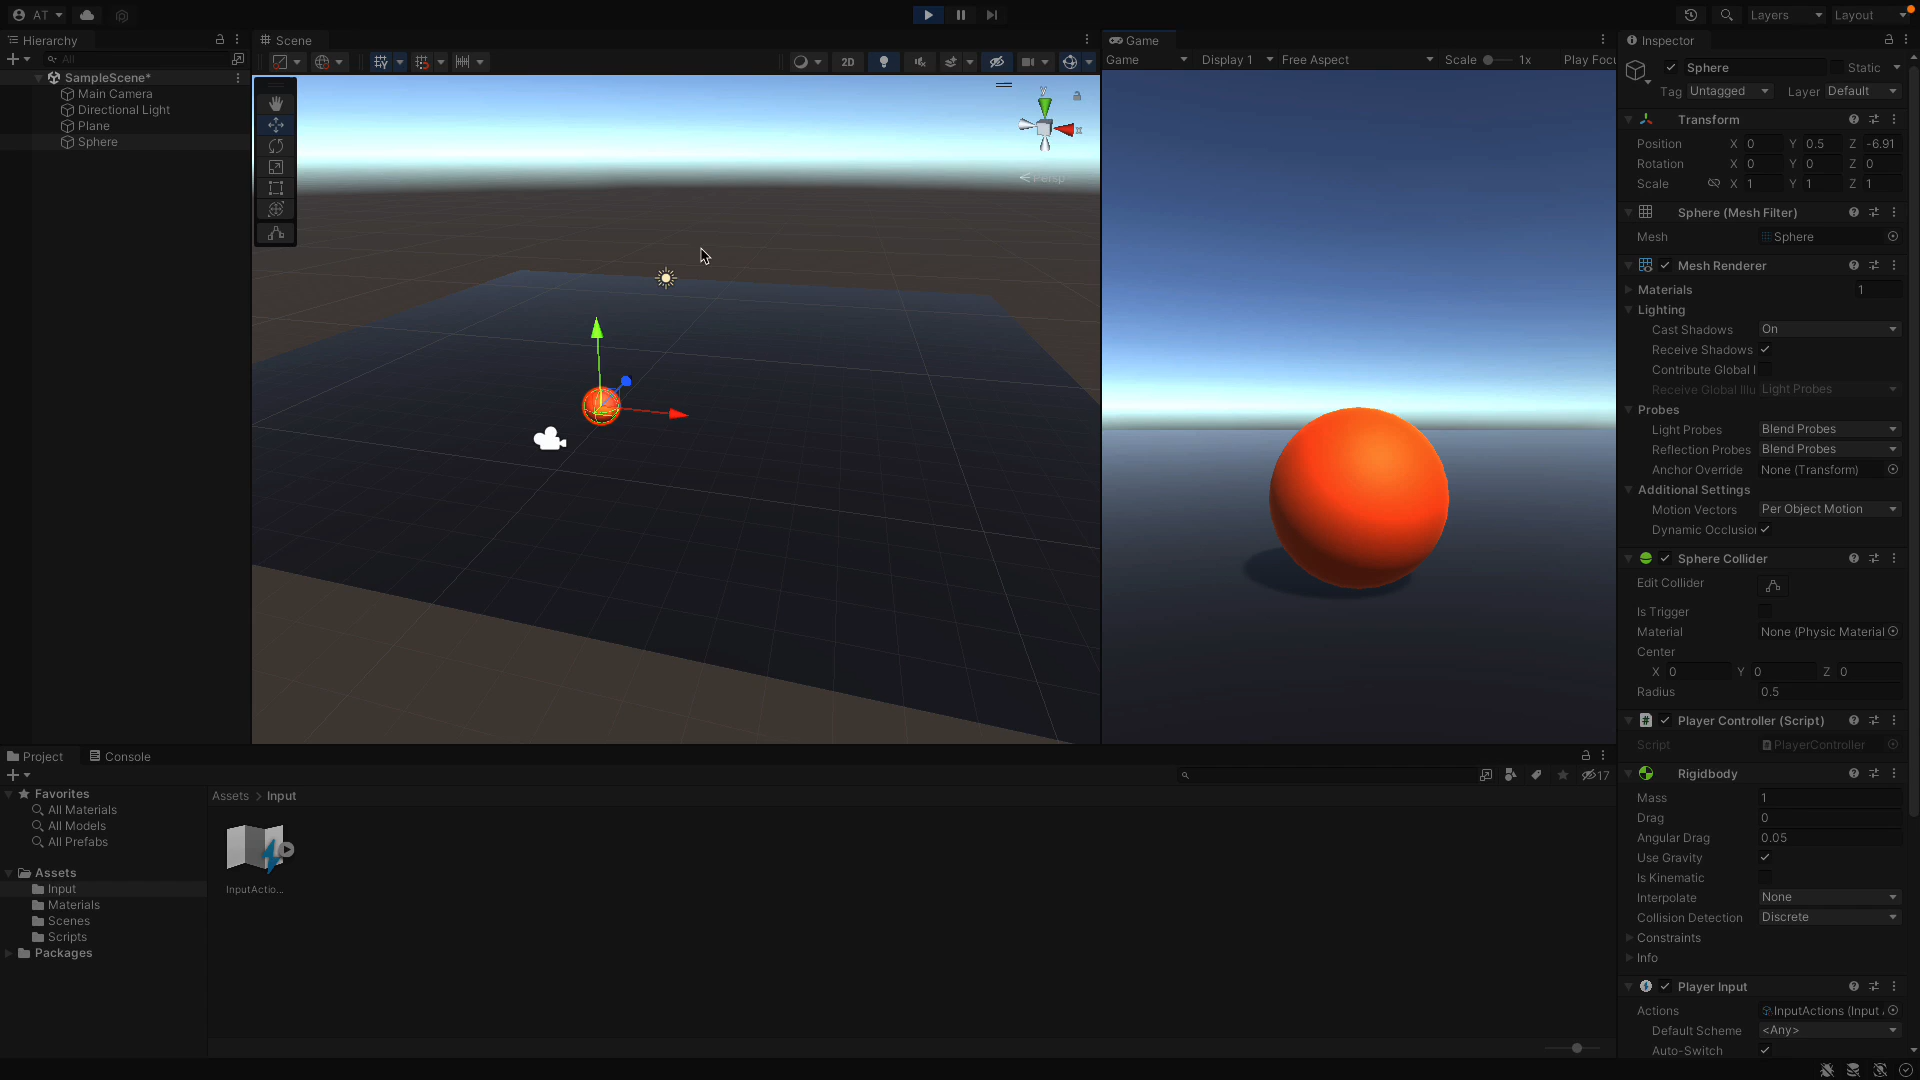 AT
Layers
Layout
Hierarchy
All
SampleScene*
Main Camera
Directional Light
Plane
Sphere
Scene
2D
y
x
Persp
Game
Game
Display 1
Free Aspect
Scale
1x
Play Focu
Inspector
Sphere
Static
Tag
Untagged
Layer
Default
Transform
Position X 0 Y 0.5 Z -6.91
Rotation X 0 Y 0 Z 0
Scale X 1 Y 1 Z 1
Sphere (Mesh Filter)
Mesh Sphere
Mesh Renderer
Materials 1
Lighting
Cast Shadows On
Receive Shadows
Contribute Global I
Receive Global Illu Light Probes
Probes
Light Probes Blend Probes
Reflection Probes Blend Probes
Anchor Override None (Transform)
Additional Settings
Motion Vectors Per Object Motion
Dynamic Occlusion
Sphere Collider
Edit Collider
Is Trigger
Material None (Physic Material
Center
X 0 Y 0 Z 0
Radius 0.5
Player Controller (Script)
Script PlayerController
Rigidbody
Mass 1
Drag 0
Angular Drag 0.05
Use Gravity
Is Kinematic
Interpolate None
Collision Detection Discrete
Constraints
Info
Player Input
Actions InputActions (Input
Default Scheme <Any>
Auto-Switch
Project
Console
17
Favorites
All Materials
All Models
All Prefabs
Assets
Input
Materials
Scenes
Scripts
Packages
Assets > Input
InputActio...